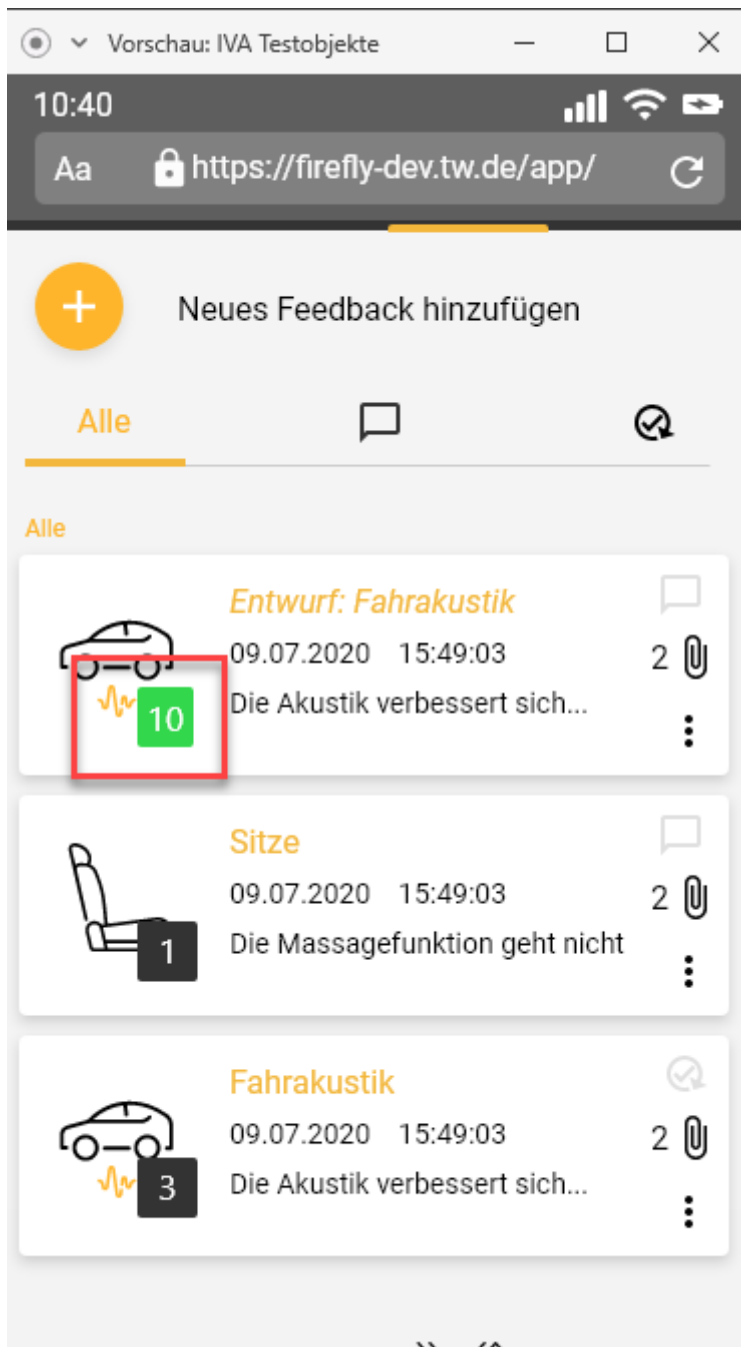 Vorschau: IVA Testobjekte
10:40
Aa https://firefly-dev.tw.de/app/
+ Neues Feedback hinzufügen
Alle
Alle
Entwurf: Fahrakustik
09.07.2020 15:49:03 2
10 Die Akustik verbessert sich...
Sitze
09.07.2020 15:49:03 2
1 Die Massagefunktion geht nicht
Fahrakustik
09.07.2020 15:49:03 2
3 Die Akustik verbessert sich...